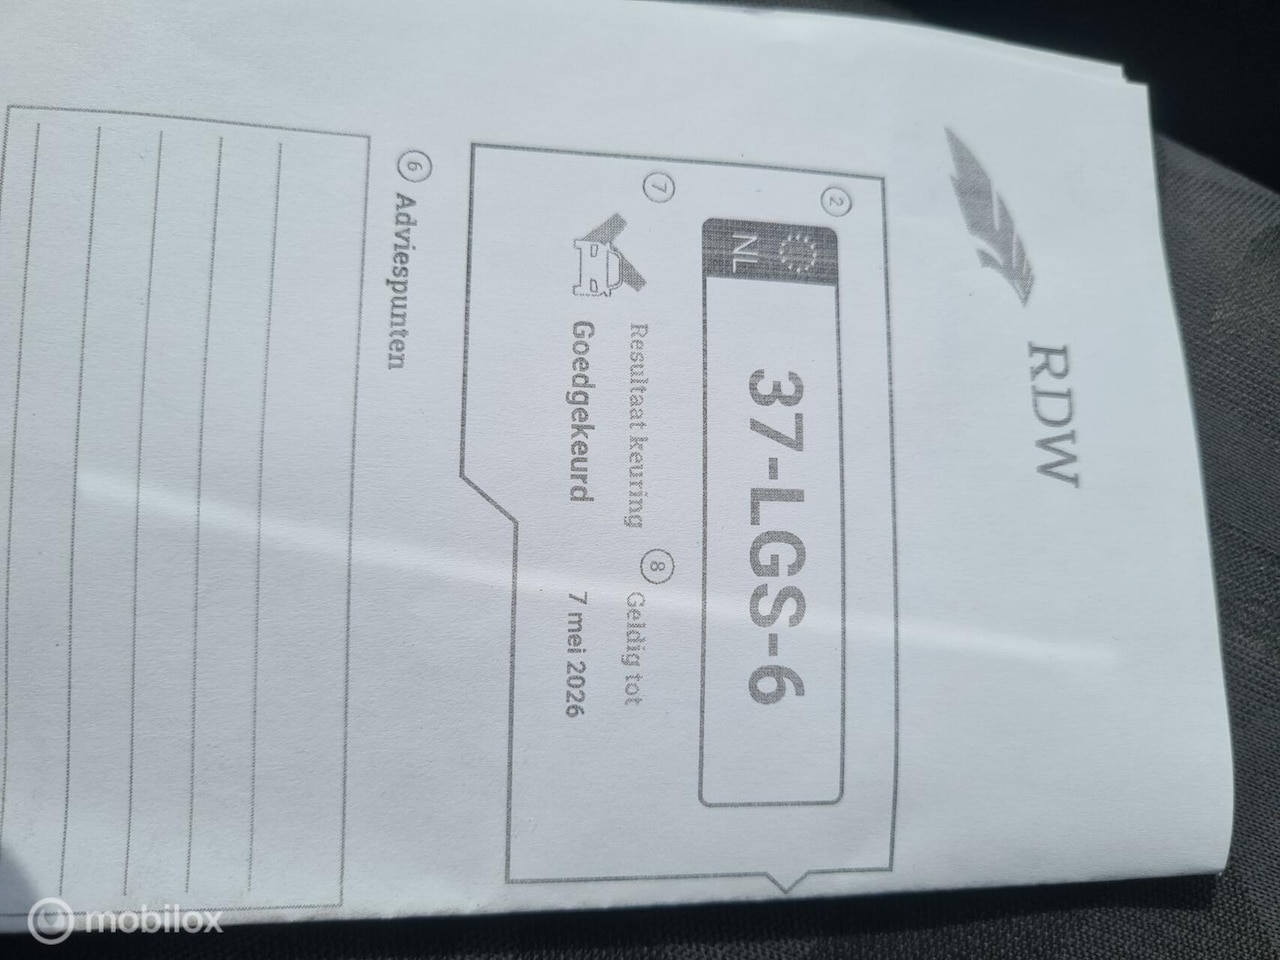 RDW
2
NL
37-LGS-6
7
Resultaat keuring
8
Geldig tot
Goedgekeurd
7 mei 2026
6
Adviespunten
mobilox